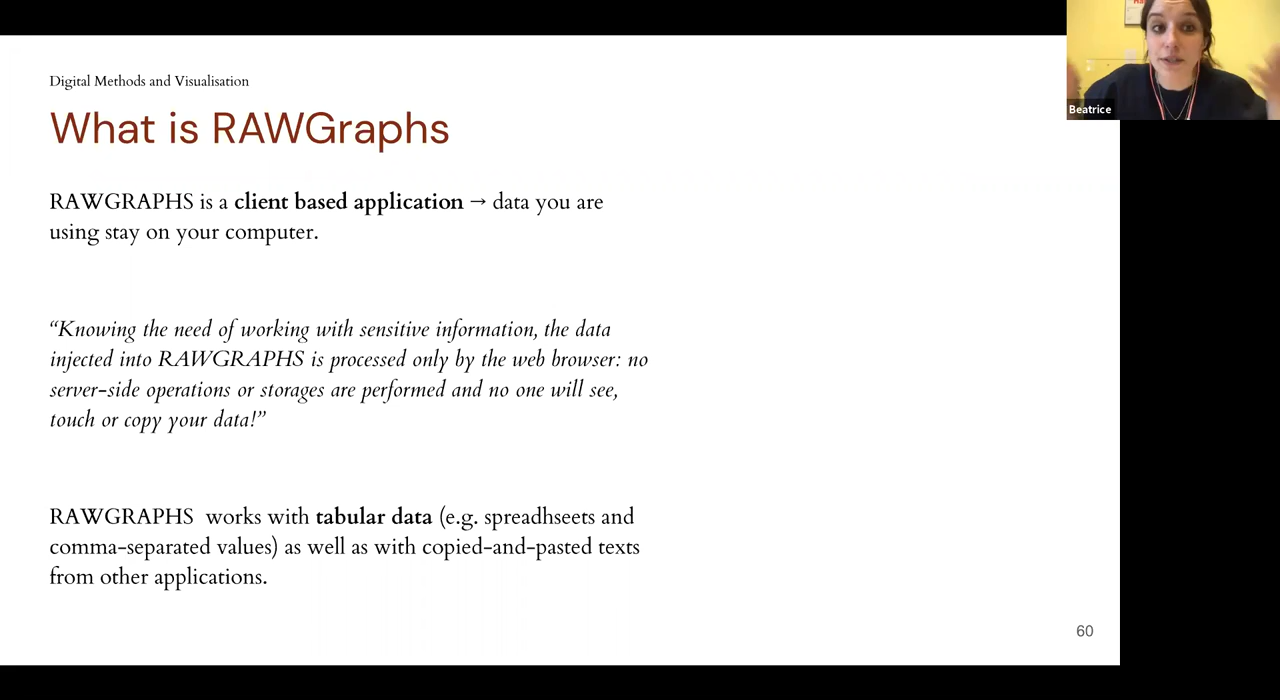 Digital Methods and Visualisation
What is RAWGraphs
RAWGRAPHS is a client based application → data you are
using stay on your computer.
“Knowing the need of working with sensitive information, the data
injected into RAWGRAPHS is processed only by the web browser: no
server-side operations or storages are performed and no one will see,
touch or copy your data!”
RAWGRAPHS works with tabular data (e.g. spreadhseets and
comma-separated values) as well as with copied-and-pasted texts
from other applications.
60
Beatrice